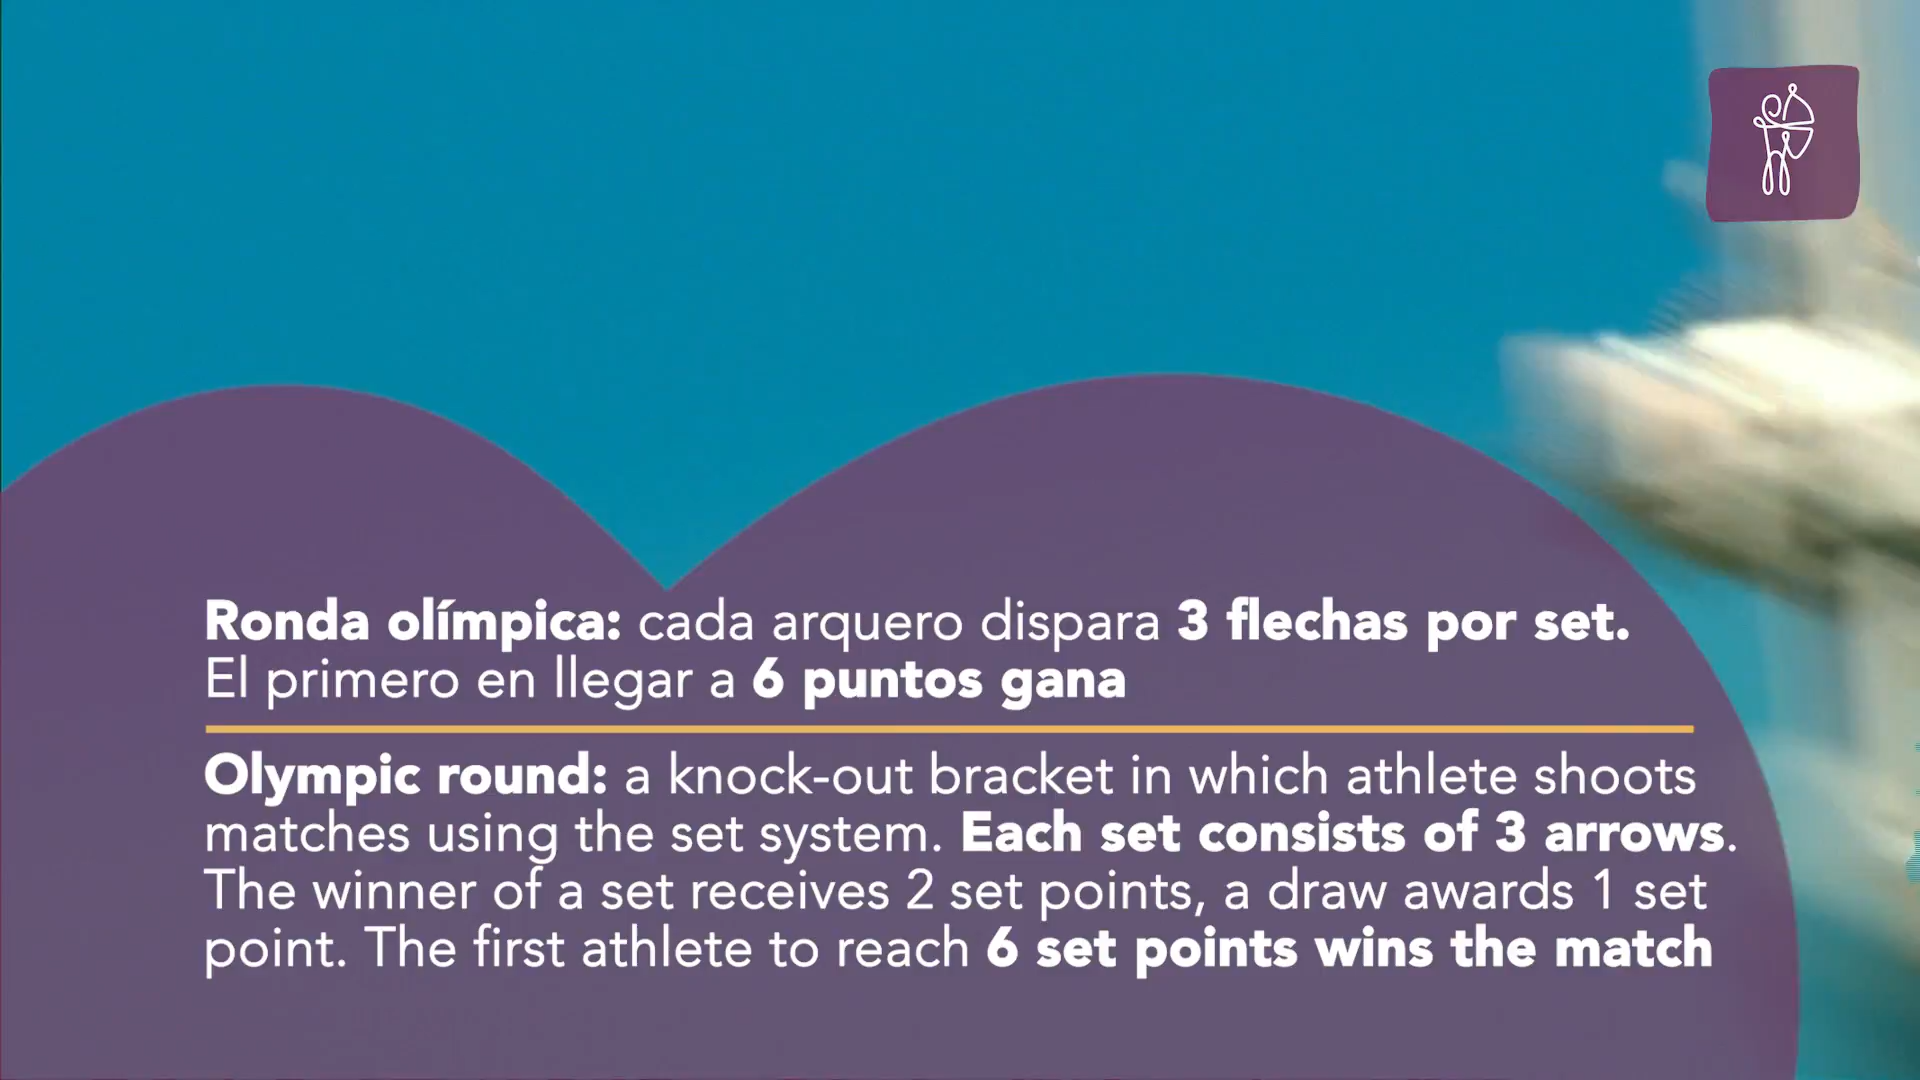 Ronda olímpica: cada arquero dispara 3 flechas por set.
El primero en llegar a 6 puntos gana
Olympic round: a knock-out bracket in which athlete shoots
matches using the set system. Each set consists of 3 arrows.
The winner of a set receives 2 set points, a draw awards 1 set
point. The first athlete to reach 6 set points wins the match